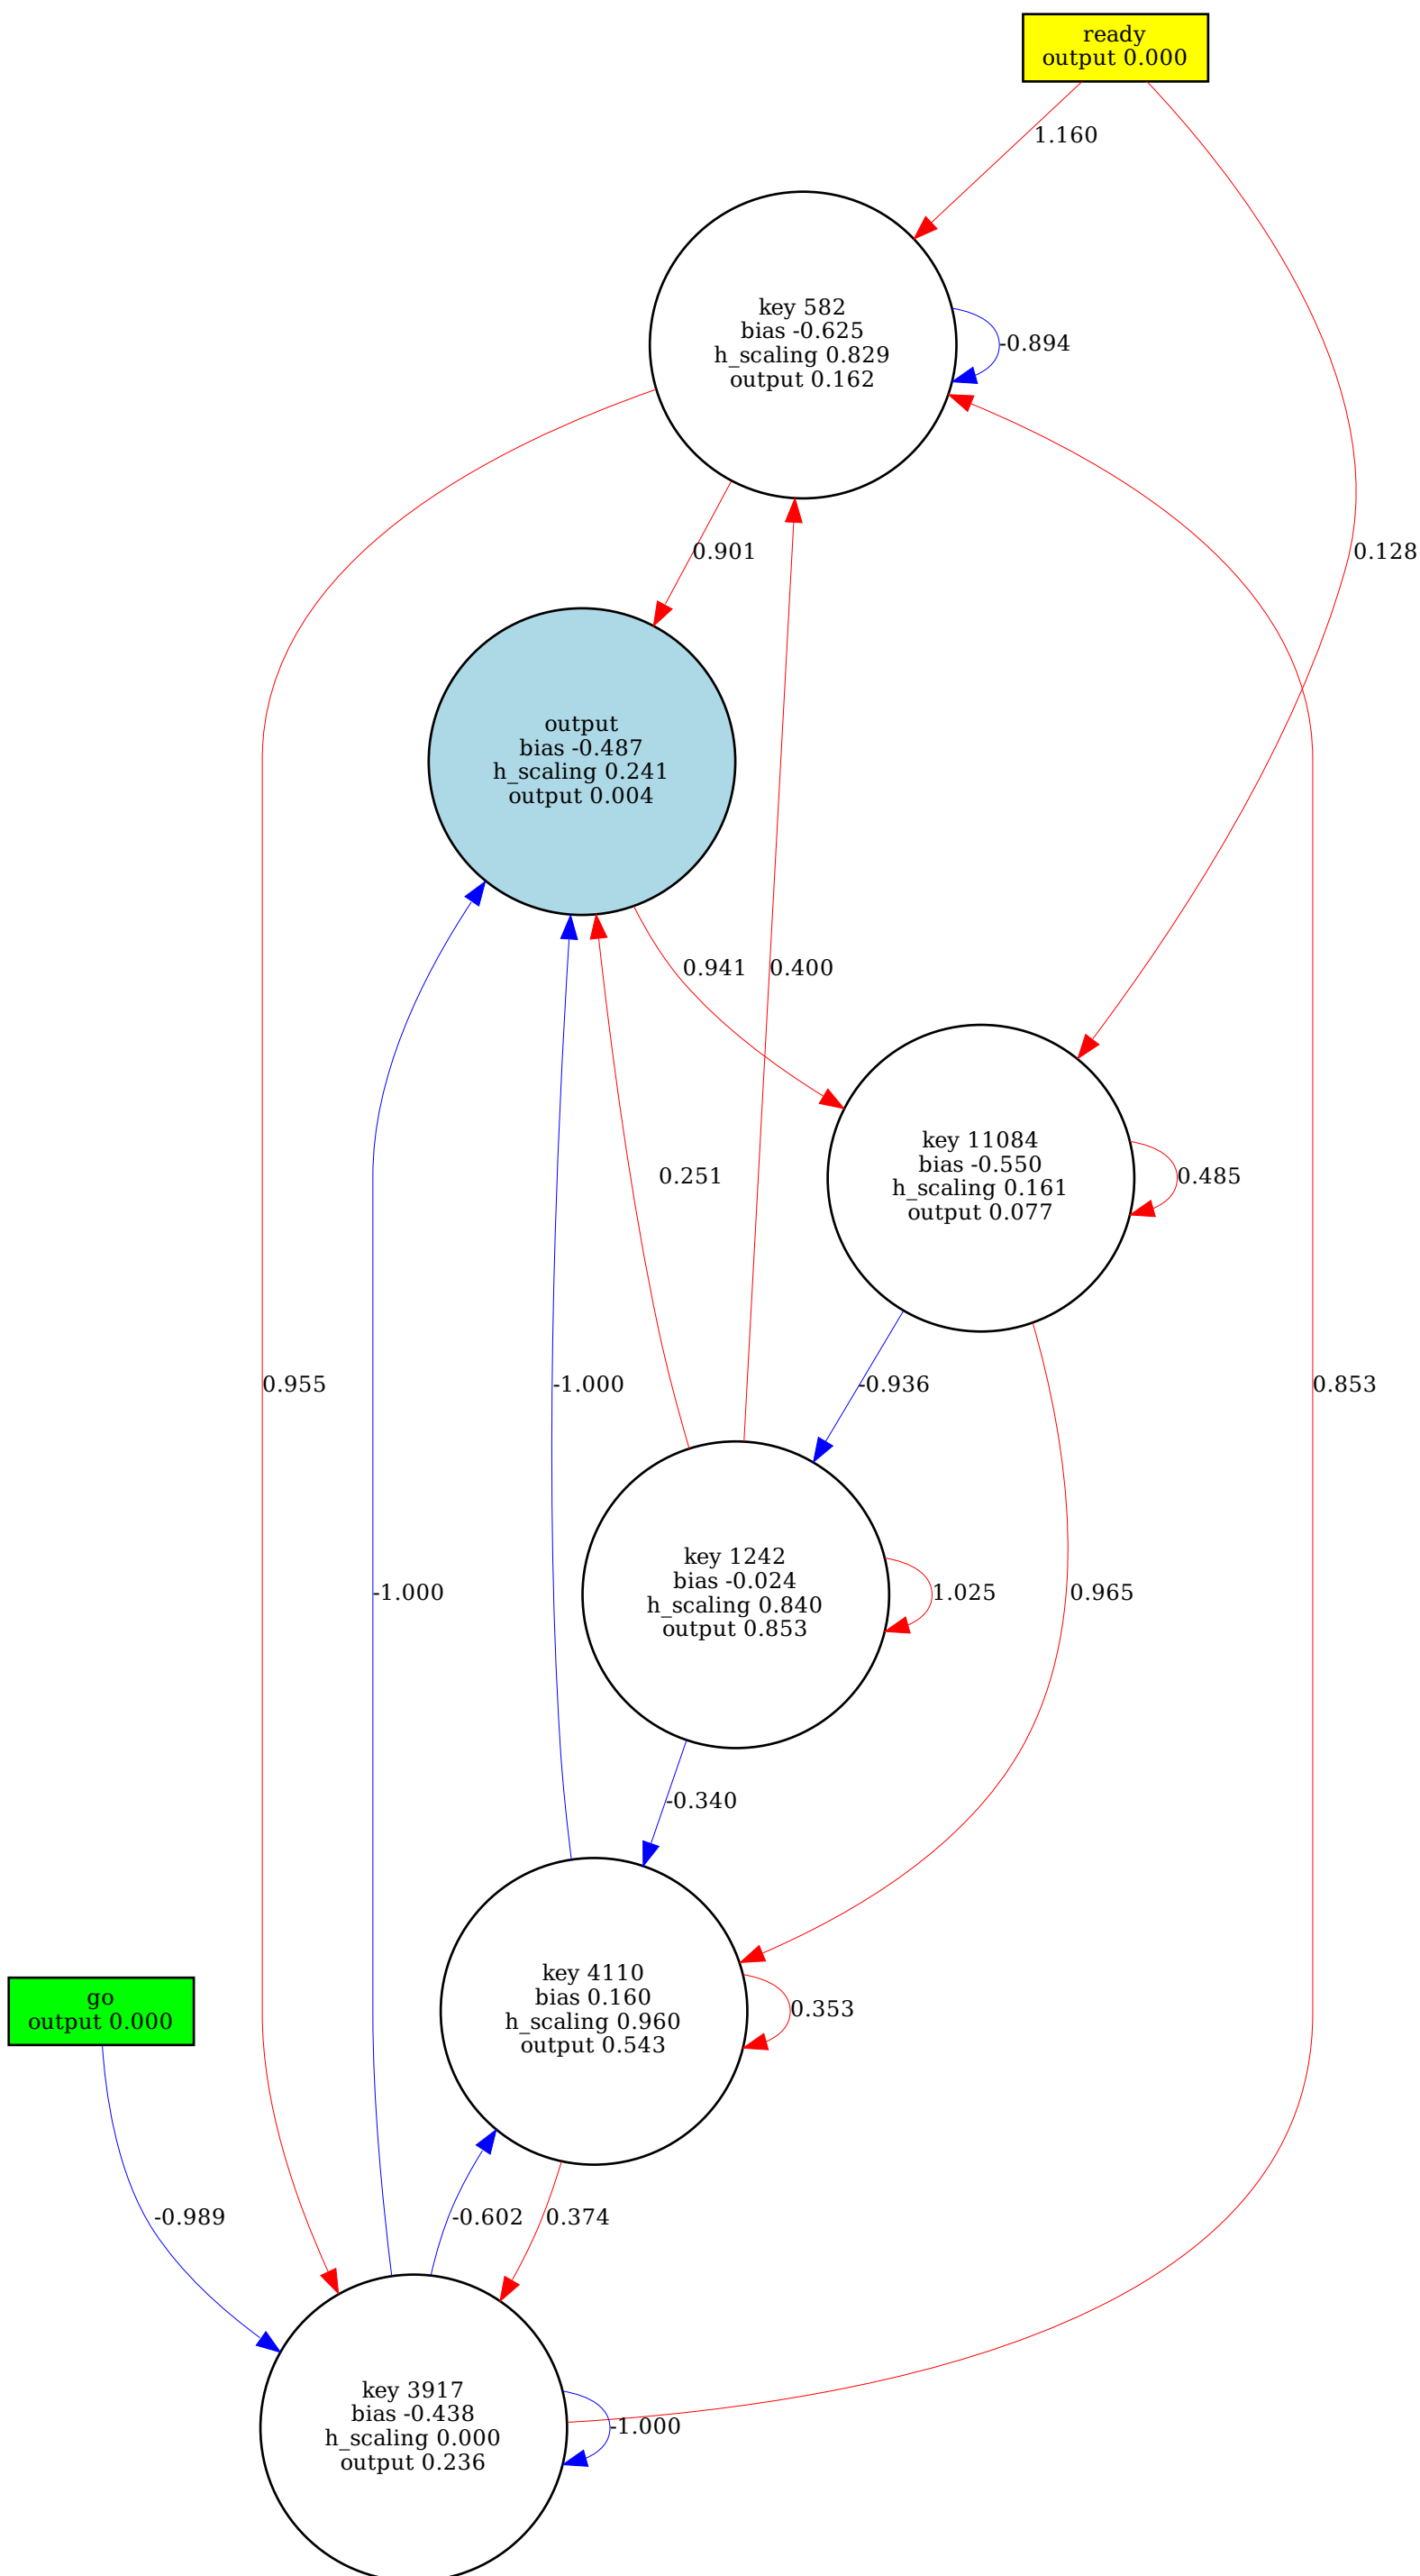 ready
output 0.000
1.160
key 582
bias -0.625
h_scaling 0.829
output 0.162
-0.894
0.901
0.128
output
bias -0.487
h_scaling 0.241
output 0.004
0.941
0.400
key 11084
bias -0.550
h_scaling 0.161
output 0.077
0.251
0.485
0.955
-1.000
-0.936
0.853
key 1242
bias -0.024
h_scaling 0.840
output 0.853
-1.000
1.025
0.965
-0.340
key 4110
bias 0.160
h_scaling 0.960
output 0.543
go
output 0.000
0.353
-0.989
-0.602
0.374
key 3917
bias -0.438
h_scaling 0.000
output 0.236
-1.000